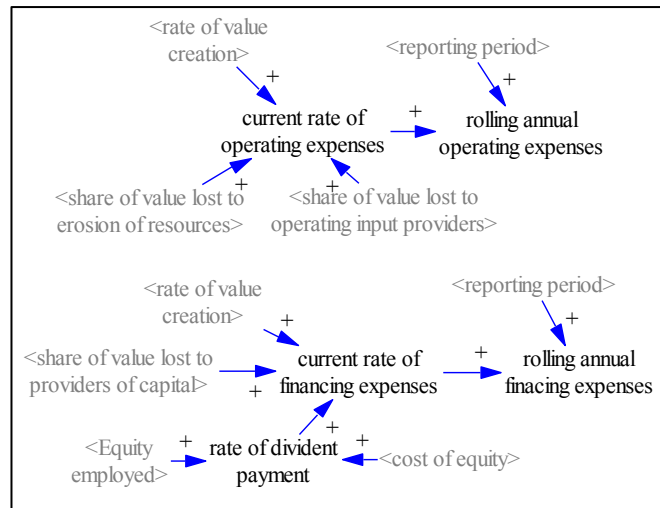 <rate of value
creation>
<reporting period>
+
+
current rate of
operating expenses
+
rolling annual
operating expenses
+
+
<share of value lost to
erosion of resources>
<share of value lost to
operating input providers>
<rate of value
creation>
<reporting period>
+
+
<share of value lost to
providers of capital>
+
current rate of
financing expenses
+
rolling annual
finacing expenses
+
<Equity
employed>
+
rate of divident
payment
+
<cost of equity>